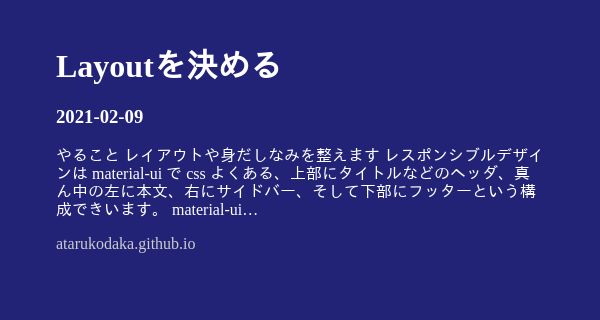 Layoutを決める
2021-02-09
やること レイアウトや身だしなみを整えます レスポンシブルデザイ
ンは material-ui で css よくある、上部にタイトルなどのヘッダ、真
ん中の左に本文、右にサイドバー、そして下部にフッターという構
成できいます。 material-ui…
atarukodaka.github.io